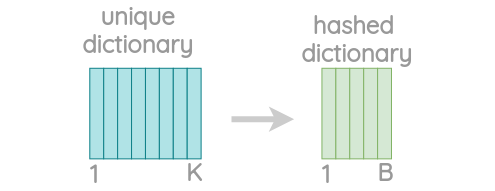 unique
dictionary
hashed
dictionary
1 K
1 B